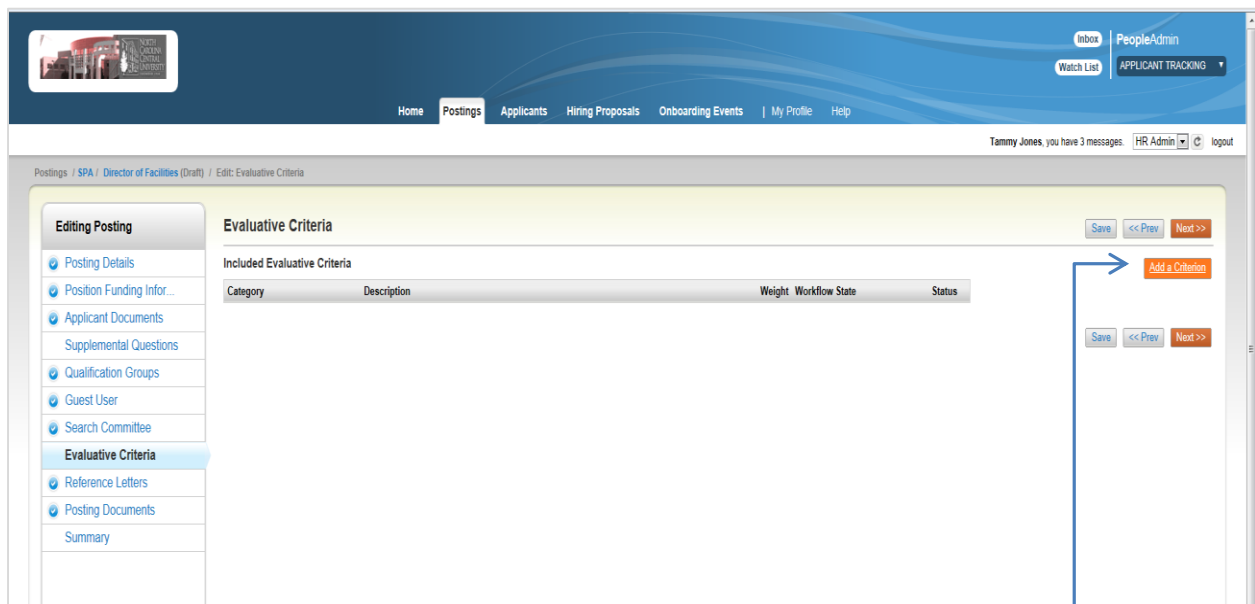 NORTH
CAROLINA
CENTRAL
UNIVERSITY
Inbox PeopleAdmin
Watch List APPLICANT TRACKING
Home Postings Applicants Hiring Proposals Onboarding Events | My Profile Help
Tammy Jones, you have 3 messages. HR Admin logout
Postings / SPA / Director of Facilities (Draft) / Edit: Evaluative Criteria
Editing Posting
Posting Details
Position Funding Infor...
Applicant Documents
Supplemental Questions
Qualification Groups
Guest User
Search Committee
Evaluative Criteria
Reference Letters
Posting Documents
Summary
Evaluative Criteria
Save << Prev Next >>
Included Evaluative Criteria
Add a Criterion
Category Description Weight Workflow State Status
Save << Prev Next >>